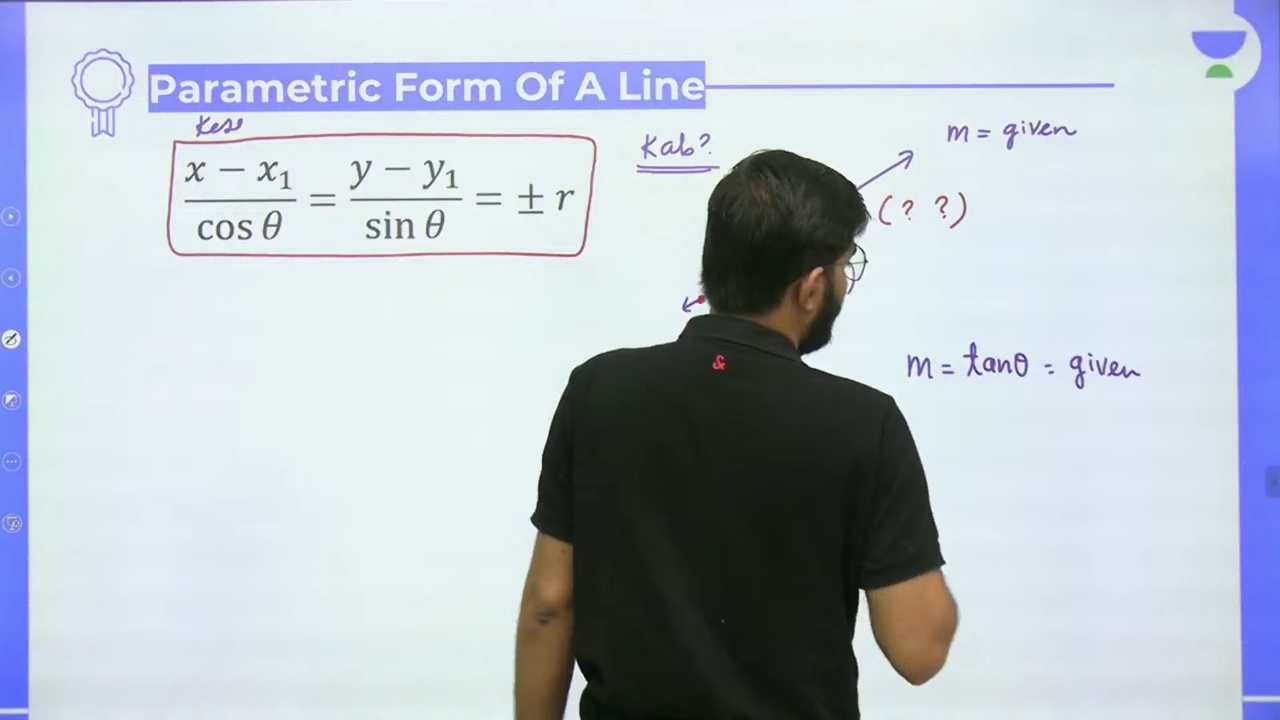 Parametric Form Of A Line
Kese
x − x₁ / cos θ = y − y₁ / sin θ = ± r
Kab?
m = given
(? ?)
m = tanθ = given
&